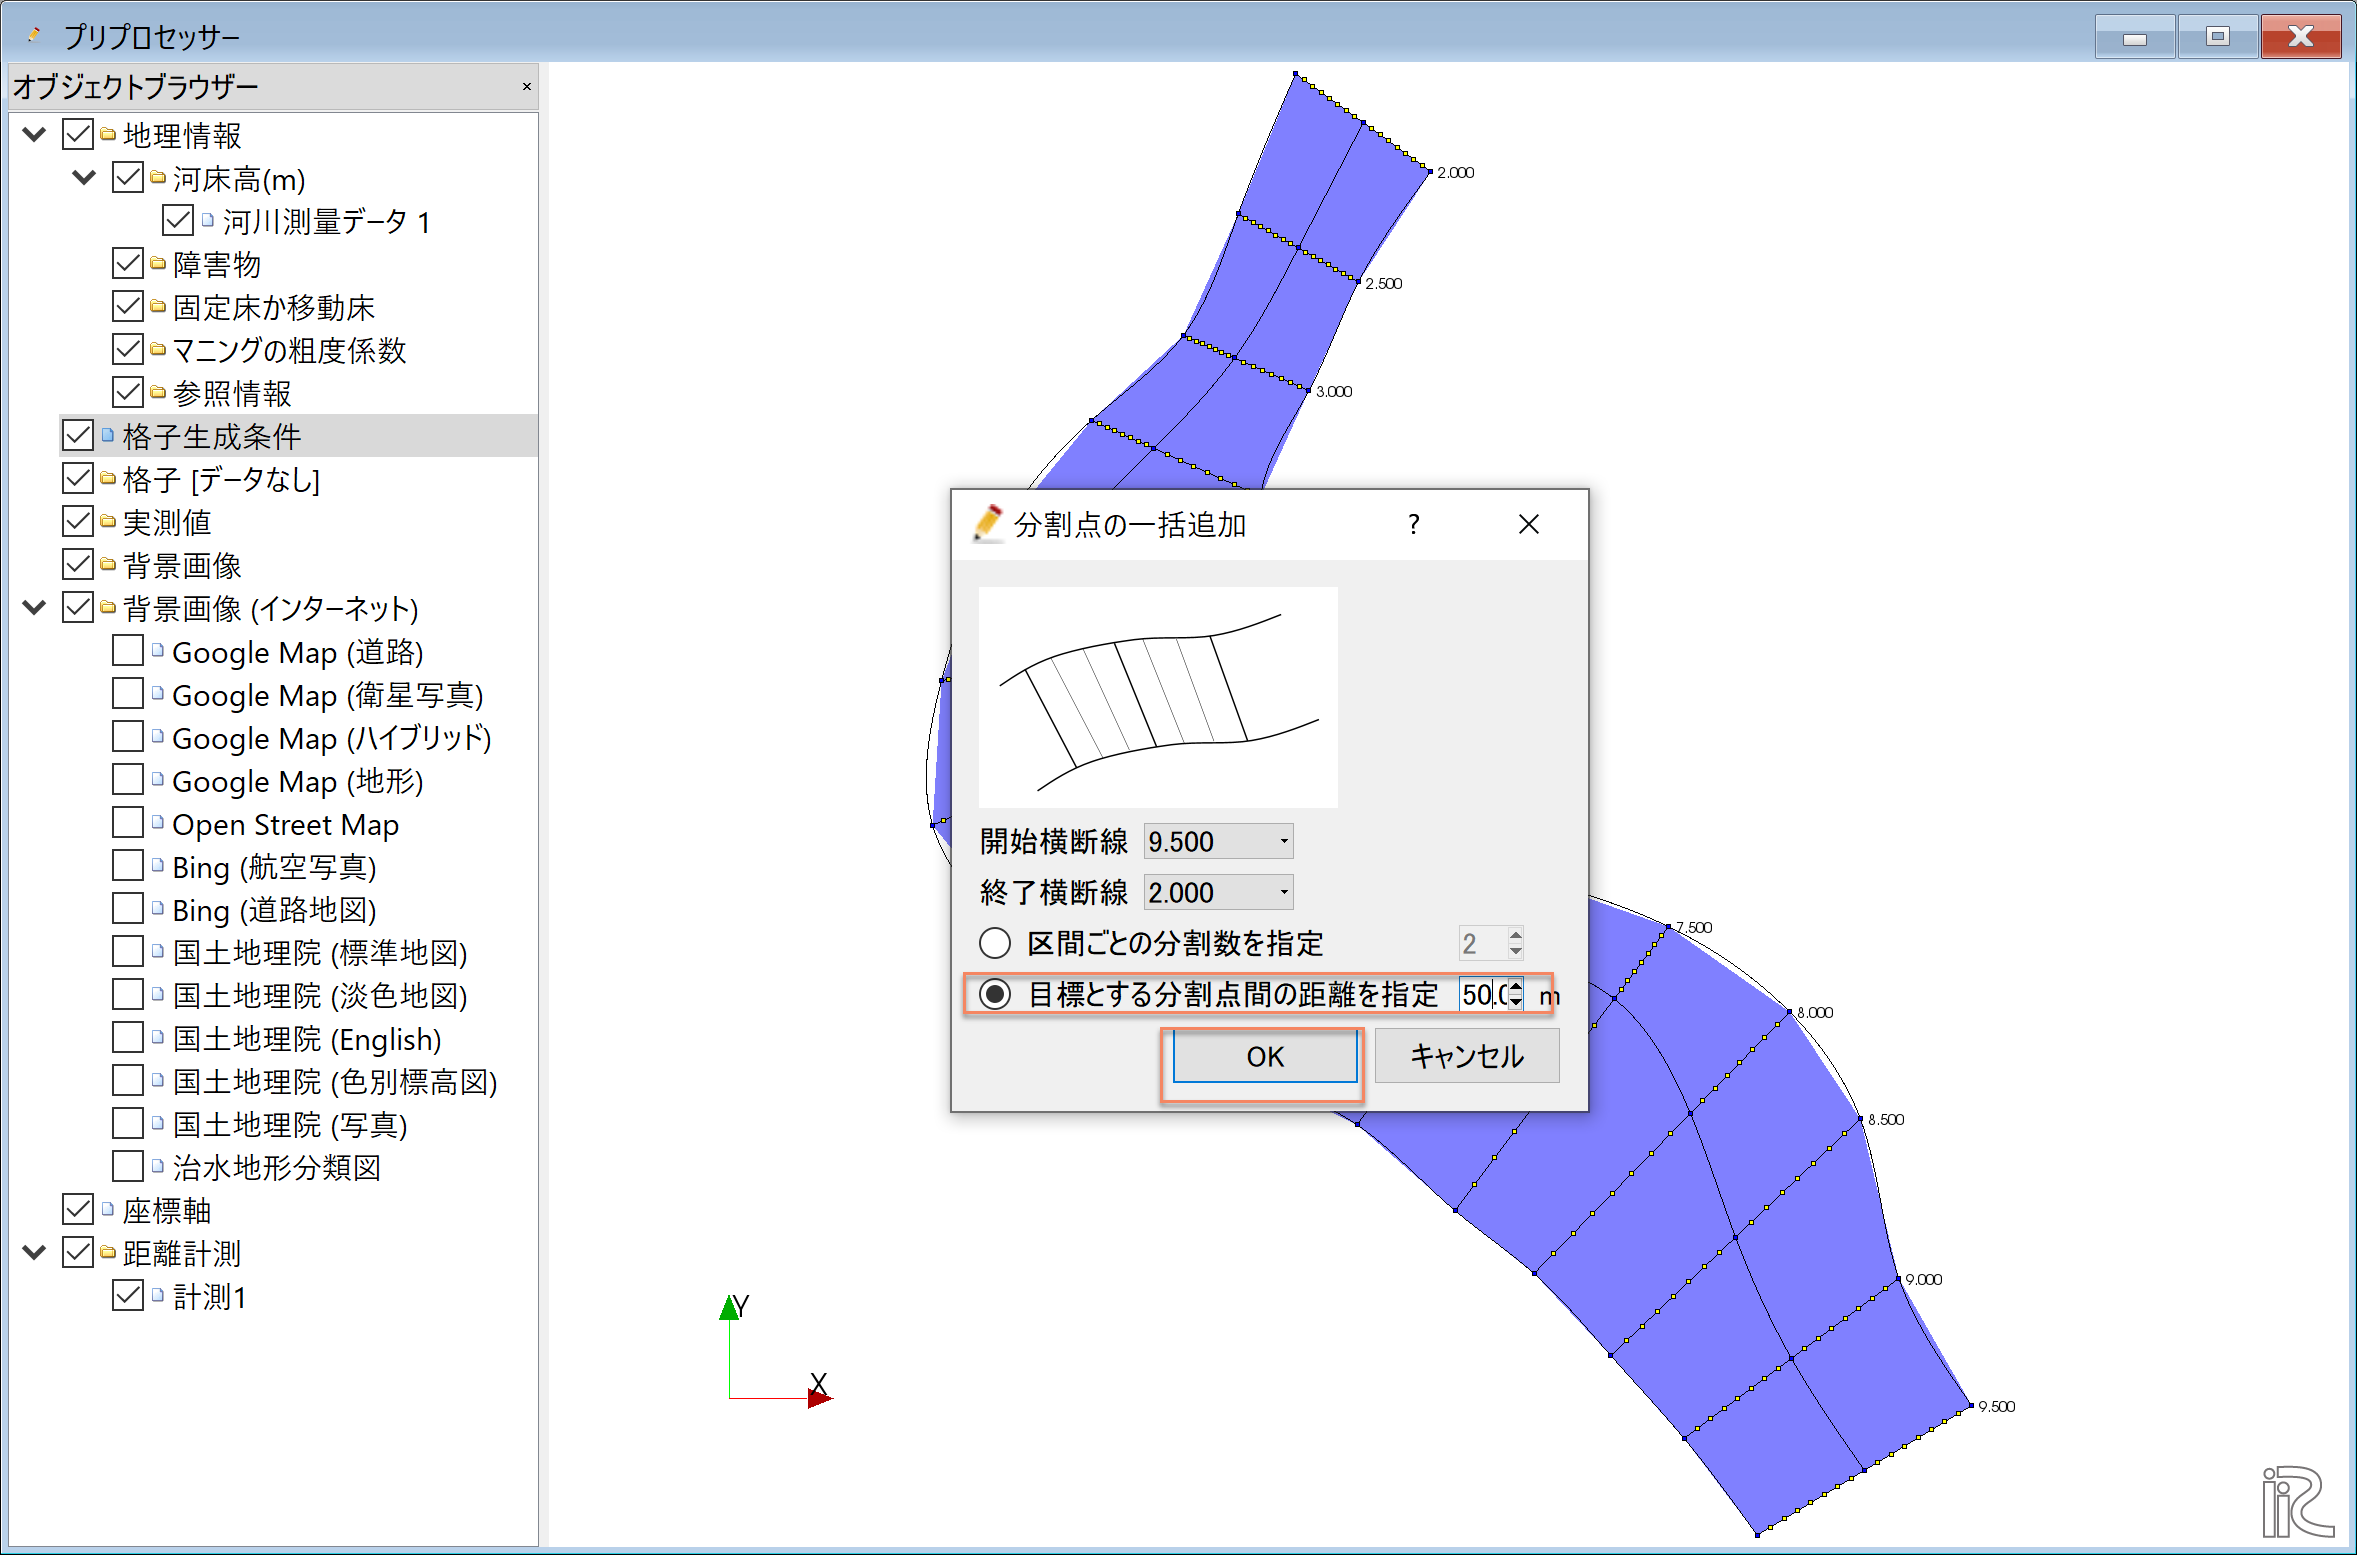 プリプロセッサー
オブジェクトブラウザー
地理情報
河床高(m)
河川測量データ 1
障害物
固定床か移動床
マニングの粗度係数
参照情報
格子生成条件
格子 [データなし]
実測値
背景画像
背景画像 (インターネット)
Google Map (道路)
Google Map (衛星写真)
Google Map (ハイブリッド)
Google Map (地形)
Open Street Map
Bing (航空写真)
Bing (道路地図)
国土地理院 (標準地図)
国土地理院 (淡色地図)
国土地理院 (English)
国土地理院 (色別標高図)
国土地理院 (写真)
治水地形分類図
座標軸
距離計測
計測1
2.000
2.500
3.000
分割点の一括追加
?
開始横断線 9.500
終了横断線 2.000
区間ごとの分割数を指定 2
目標とする分割点間の距離を指定 50.0 m
OK キャンセル
7.500
8.000
8.500
9.000
9.500
Y
X
iRIC